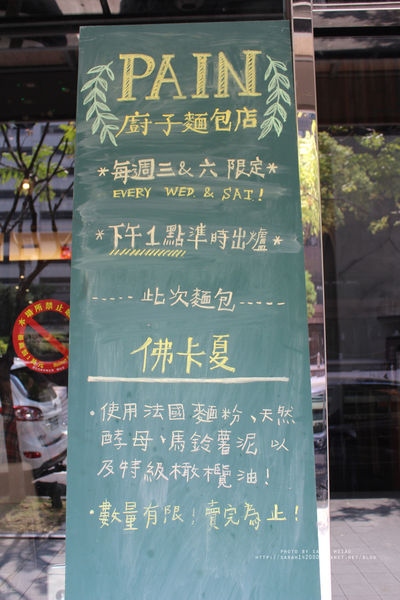 PAIN
廚子麵包店
*每週三&六限定*
EVERY WED. & SAT.!
*下午1點準時出爐*
-----此次麵包-----
佛卡夏
•使用法國麵粉、天然
酵母、馬鈴薯泥以
及特級橄欖油!
•數量有限!賣完為止!
PHOTO BY